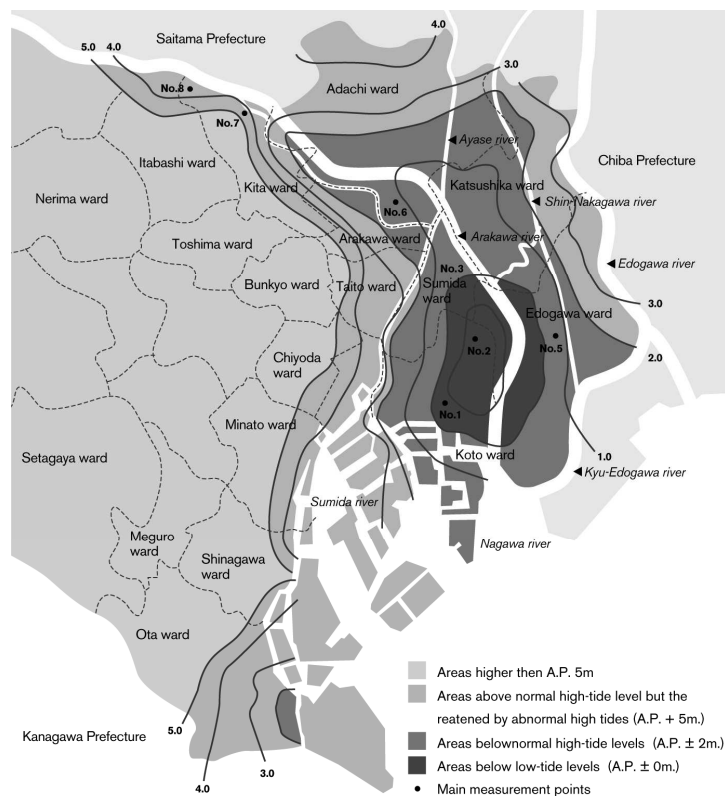 4.0
5.0 4.0
Saitama Prefecture
3.0
Adachi ward
No.8
No.7
Ayase river
Itabashi ward
Chiba Prefecture
Katsushika ward
Kita ward
Nerima ward
Shin-Nakagawa river
No.6
Toshima ward
Arakawa ward
Arakawa river
Edogawa river
No.3
Bunkyo ward
Taito ward
Sumida
ward
3.0
Edogawa ward
No.2
No.5
2.0
Chiyoda
ward
No.1
Minato ward
Koto ward
1.0
Setagaya ward
Kyu-Edogawa river
Sumida river
Nagawa river
Meguro
ward
Shinagawa
ward
Ota ward
Kanagawa Prefecture
5.0
4.0
3.0
Areas higher then A.P. 5m
Areas above normal high-tide level but the
reatened by abnormal high tides (A.P. + 5m.)
Areas belownormal high-tide levels (A.P. ± 2m.)
Areas below low-tide levels (A.P. ± 0m.)
Main measurement points